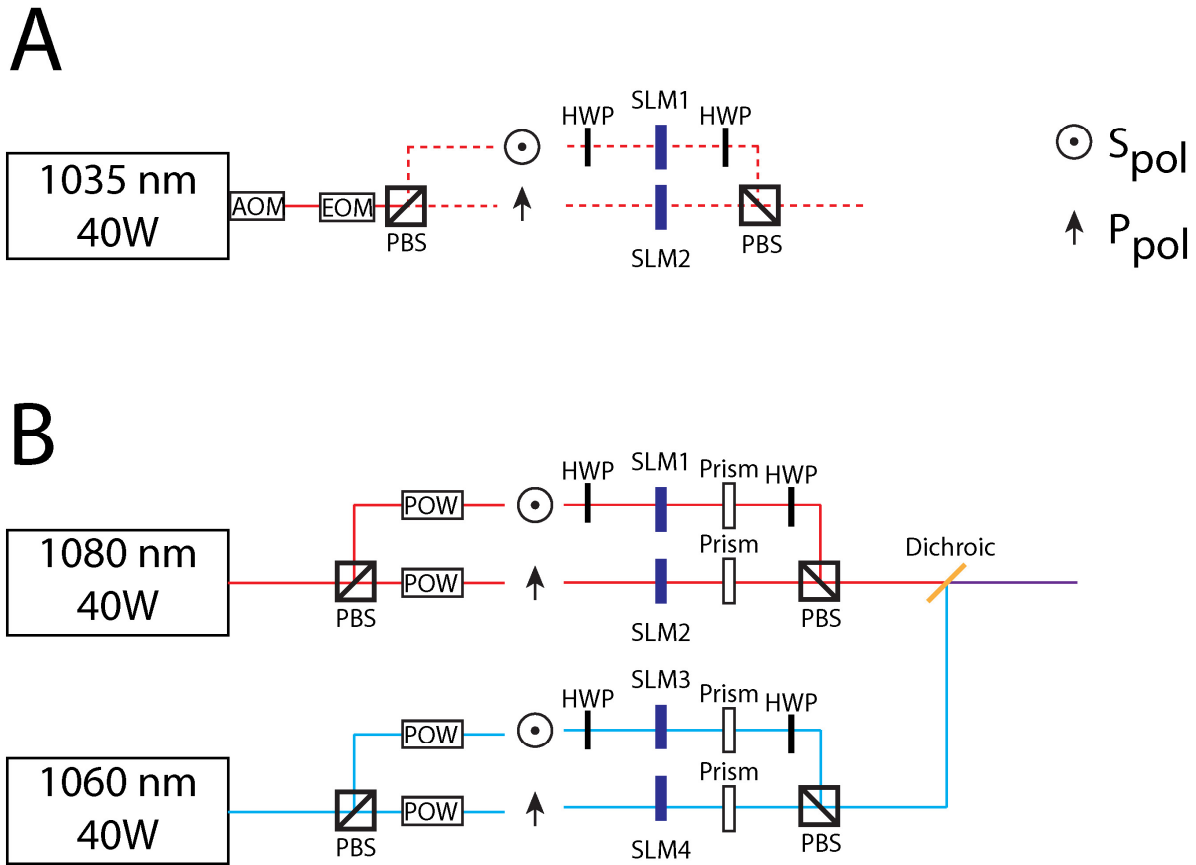 A
1035 nm
40W
AOM
EOM
PBS
HWP
SLM1
HWP
SLM2
PBS
Spol
Ppol
B
1080 nm
40W
PBS
POW
POW
HWP
SLM1
Prism
HWP
Prism
SLM2
PBS
Dichroic
1060 nm
40W
PBS
POW
POW
HWP
SLM3
Prism
HWP
Prism
SLM4
PBS